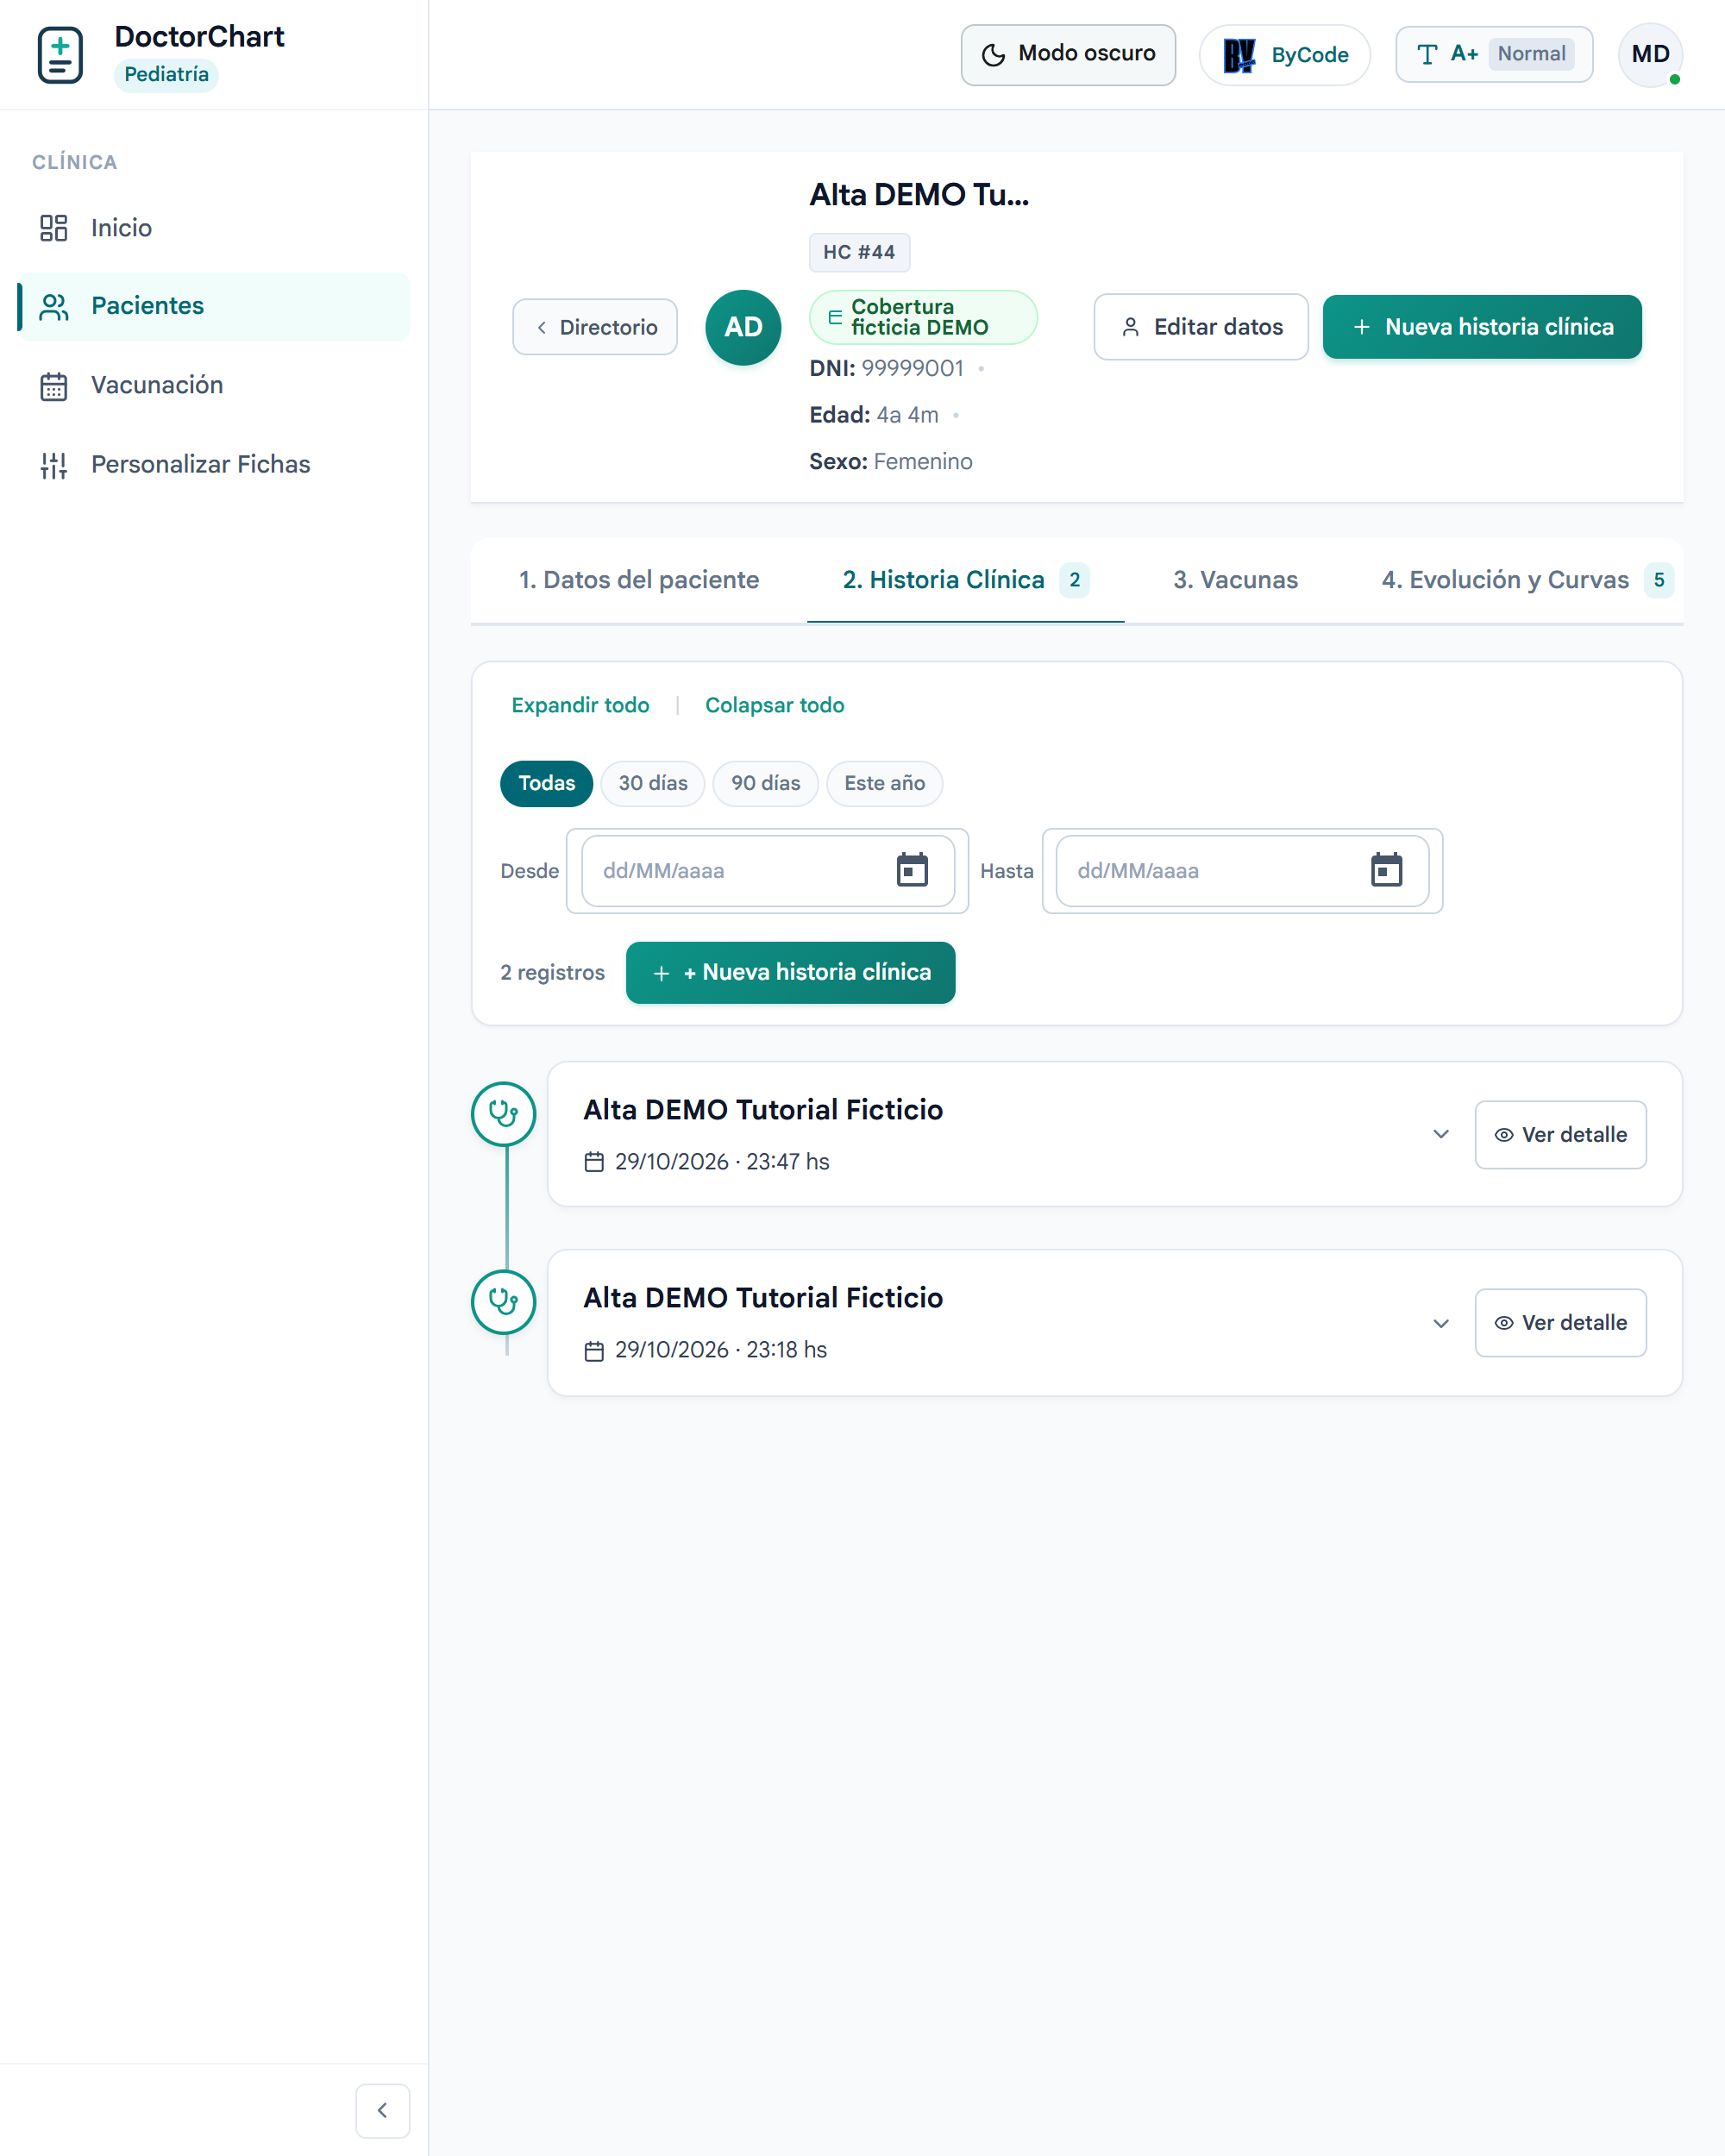 DoctorChart
Pediatría
Modo oscuro
BY ByCode
A+ Normal
MD
CLÍNICA
Inicio
Pacientes
Vacunación
Personalizar Fichas
Directorio
AD
Alta DEMO Tu...
HC #44
Cobertura
ficticia DEMO
DNI: 99999001 •
Edad: 4a 4m •
Sexo: Femenino
Editar datos
Nueva historia clínica
1. Datos del paciente
2. Historia Clínica 2
3. Vacunas
4. Evolución y Curvas 5
Expandir todo | Colapsar todo
Todas
30 días
90 días
Este año
Desde dd/MM/aaaa
Hasta dd/MM/aaaa
2 registros
+ Nueva historia clínica
Alta DEMO Tutorial Ficticio
29/10/2026 · 23:47 hs
Ver detalle
Alta DEMO Tutorial Ficticio
29/10/2026 · 23:18 hs
Ver detalle